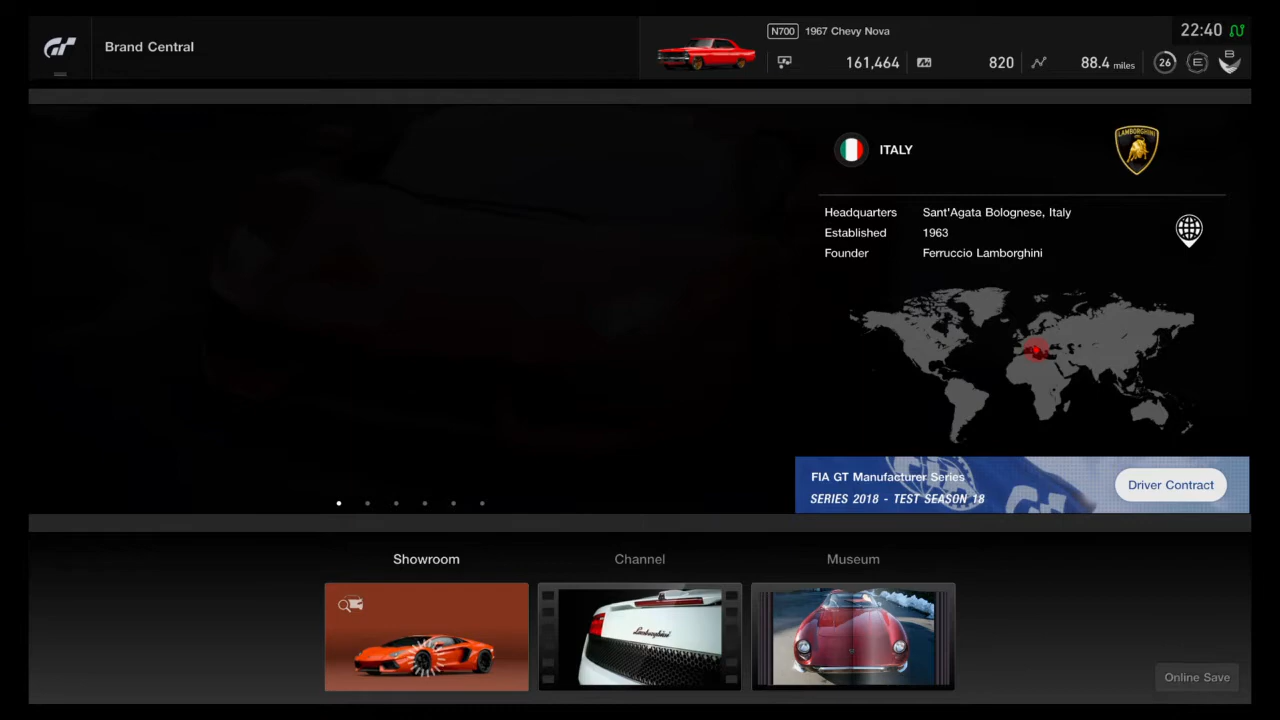 Brand Central
N700 1967 Chevy Nova
22:40
161,464
820
88.4 miles
26
E
B
ITALY
LAMBORGHINI
Headquarters Sant'Agata Bolognese, Italy
Established 1963
Founder Ferruccio Lamborghini
FIA GT Manufacturer Series
SERIES 2018 - TEST SEASON 18
Driver Contract
Showroom
Channel
Museum
Lamborghini
Online Save